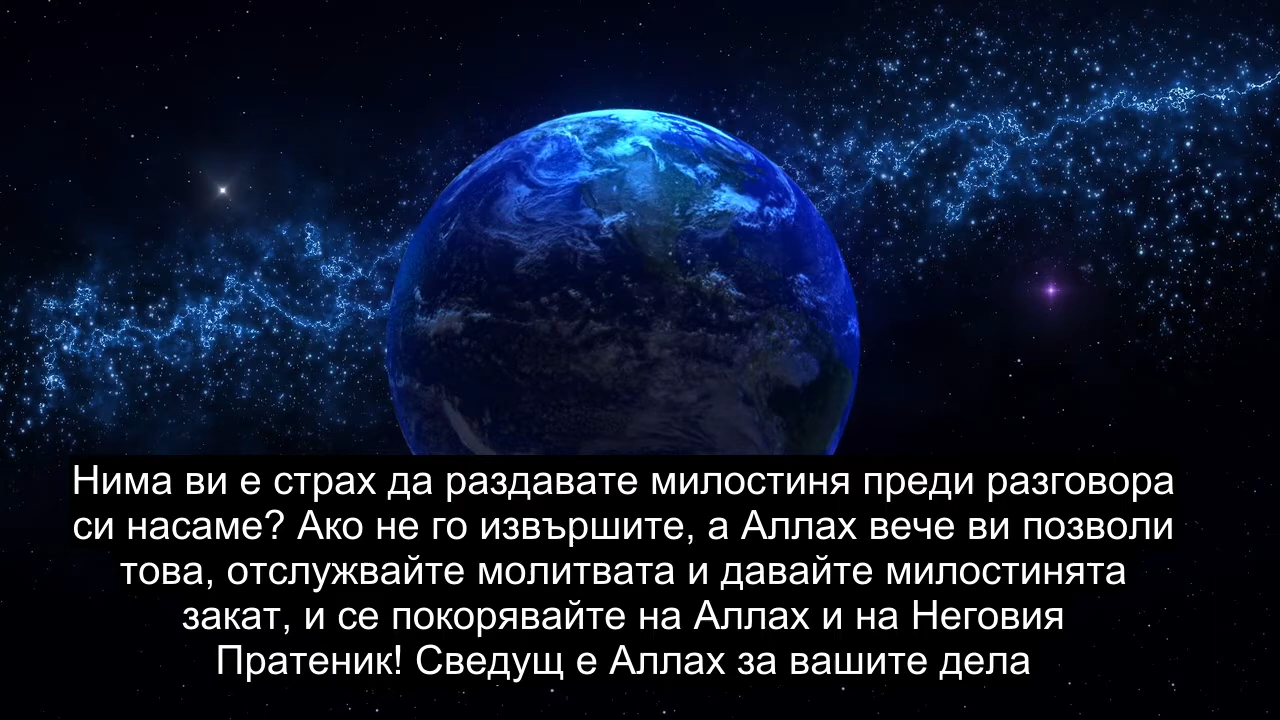 Нима ви е страх да раздавате милостиня преди разговора
си насаме? Ако не го извършите, а Аллах вече ви позволи
това, отслужвайте молитвата и давайте милостинята
закат, и се покорявайте на Аллах и на Неговия
Пратеник! Сведущ е Аллах за вашите дела